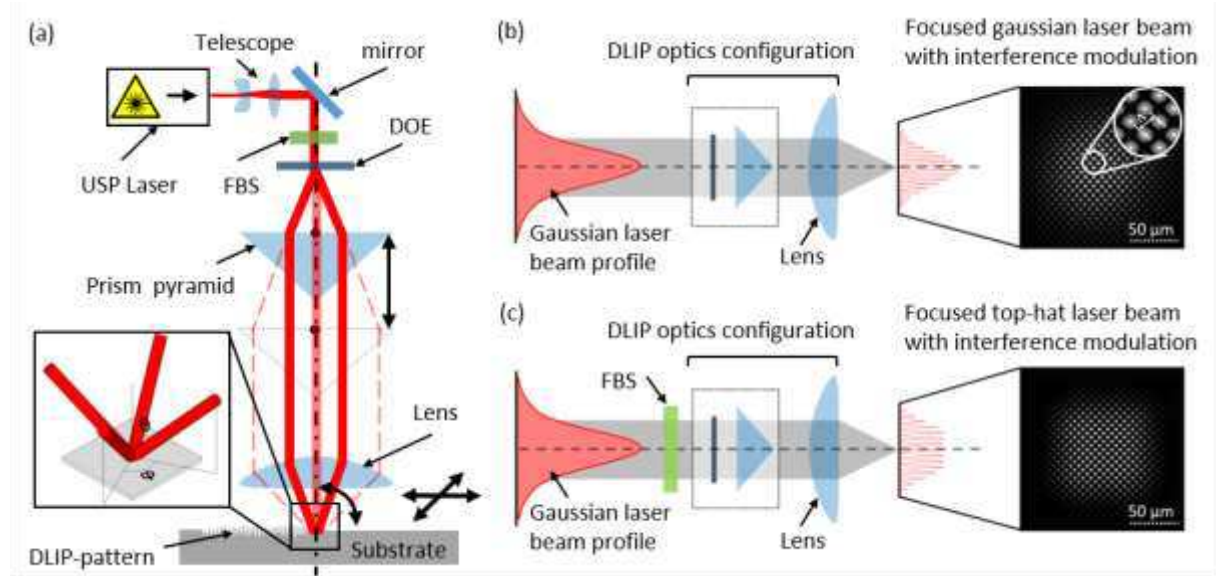 (a)
Telescope
mirror
DOE
USP Laser
FBS
Prism pyramid
Lens
DLIP-pattern
Substrate
(b)
DLIP optics configuration
Focused gaussian laser beam
with interference modulation
Gaussian laser
beam profile
Lens
50 µm
(c)
DLIP optics configuration
Focused top-hat laser beam
with interference modulation
FBS
Gaussian laser
beam profile
Lens
50 µm